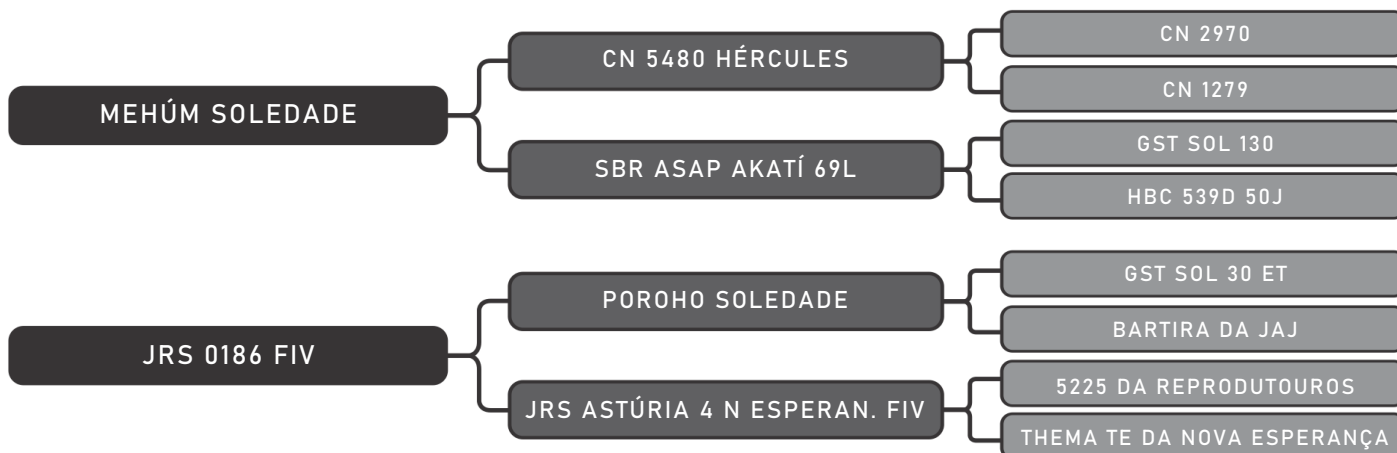 CN 2970
CN 5480 HÉRCULES
CN 1279
MEHÚM SOLEDADE
GST SOL 130
SBR ASAP AKATÍ 69L
HBC 539D 50J
GST SOL 30 ET
POROHO SOLEDADE
BARTIRA DA JAJ
JRS 0186 FIV
5225 DA REPRODUTOUROS
JRS ASTÚRIA 4 N ESPERAN. FIV
THEMA TE DA NOVA ESPERANÇA